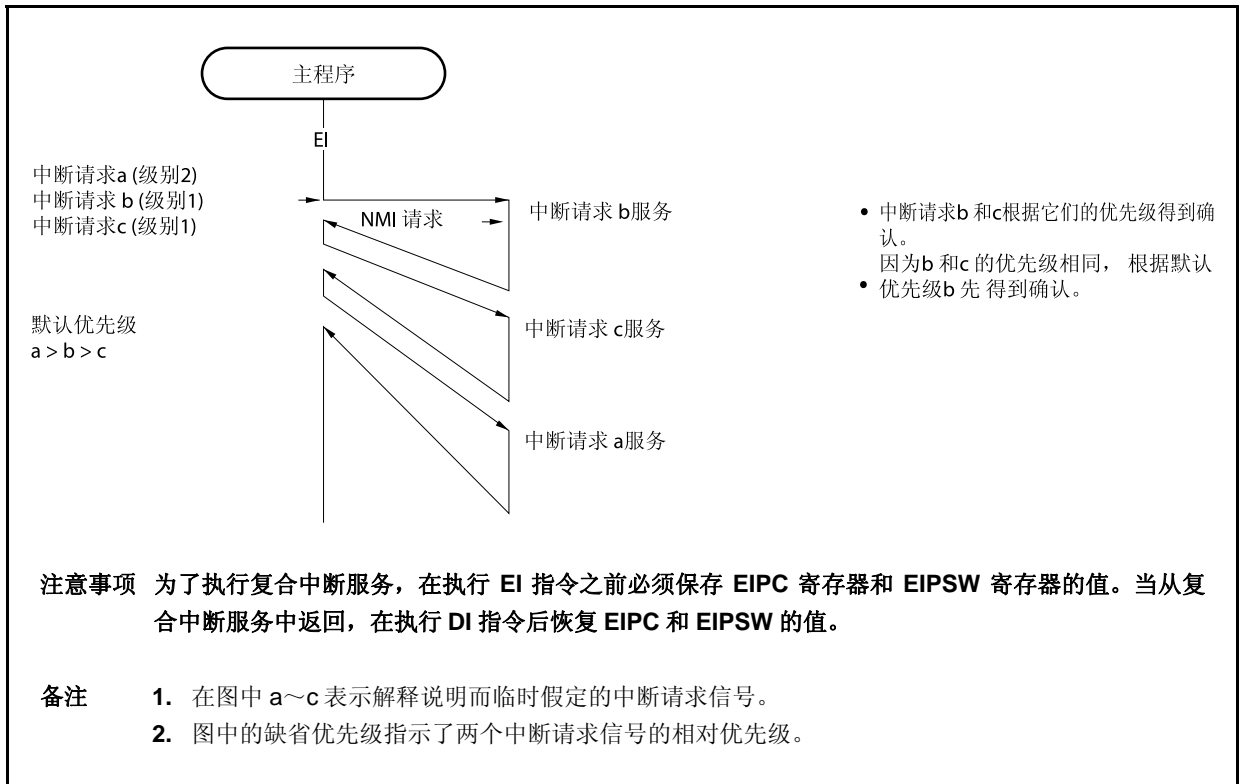 主程序
EI
中断请求a (级别2)
中断请求 b (级别1)
中断请求c (级别1)
NMI 请求
中断请求 b服务
• 中断请求b 和c根据它们的优先级得到确
认。
因为b 和c 的优先级相同， 根据默认
• 优先级b 先 得到确认。
默认优先级
a > b > c
中断请求 c服务
中断请求 a服务
注意事项 为了执行复合中断服务，在执行 EI 指令之前必须保存 EIPC 寄存器和 EIPSW 寄存器的值。当从复
合中断服务中返回，在执行 DI 指令后恢复 EIPC 和 EIPSW 的值。
备注 1. 在图中 a～c 表示解释说明而临时假定的中断请求信号。
2. 图中的缺省优先级指示了两个中断请求信号的相对优先级。